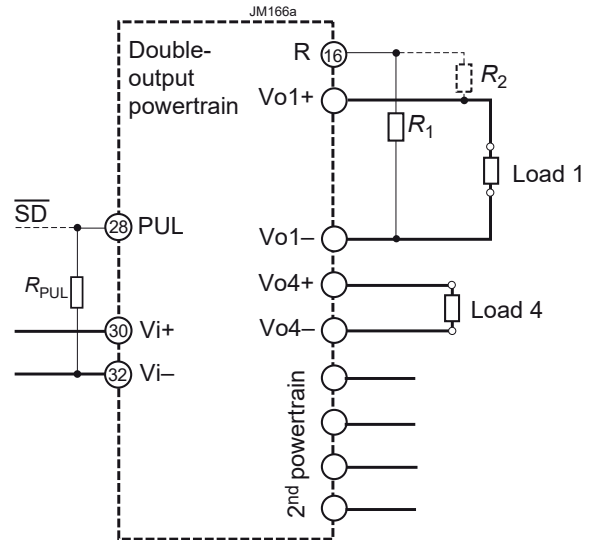 JM166a
Double-
output
powertrain
R 16
Vo1+
R2
R1
Load 1
SD
28 PUL
Vo1–
RPUL
Vo4+
Load 4
30 Vi+
Vo4–
32 Vi–
2nd powertrain